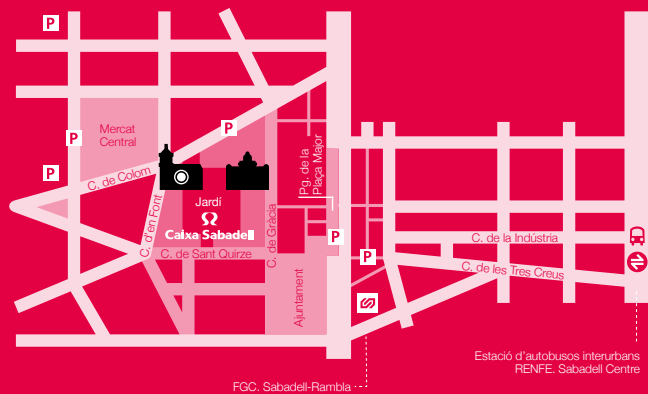 P
P
P
P
Mercat
Central
C. de Colom
C. d'en Font
Jardí
Caixa Sabadell
C. de Sant Quirze
C. de Gràcia
Pg. de la
Plaça Major
Ajuntament
P
P
C. de la Indústria
C. de les Tres Creus
Estació d'autobusos interurbans
RENFE. Sabadell Centre
FGC. Sabadell-Rambla